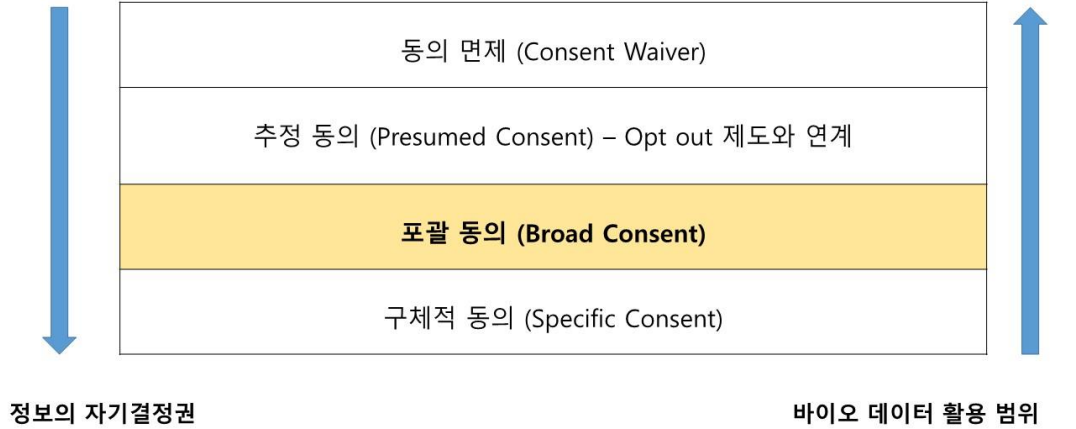 동의 면제 (Consent Waiver)
추정 동의 (Presumed Consent) – Opt out 제도와 연계
포괄 동의 (Broad Consent)
구체적 동의 (Specific Consent)
정보의 자기결정권
바이오 데이터 활용 범위